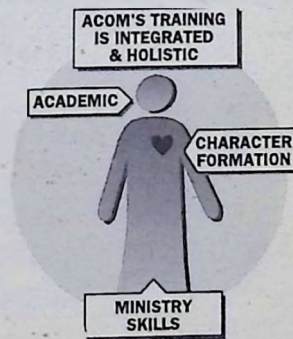 ACOM'S TRAINING
IS INTEGRATED
& HOLISTIC
ACADEMIC
CHARACTER
FORMATION
MINISTRY
SKILLS